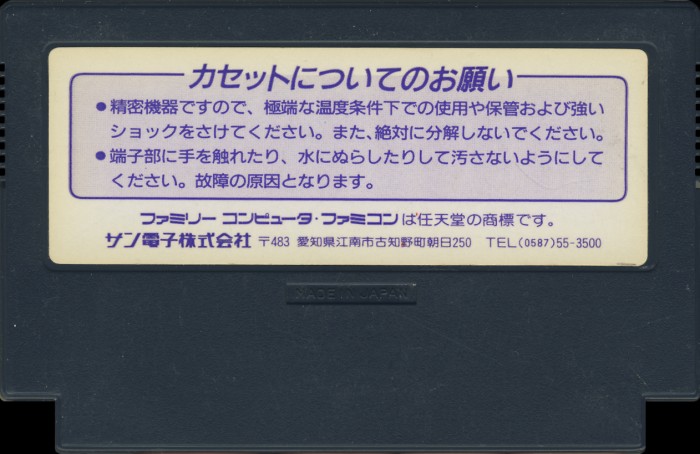 カセットについてのお願い
●精密機器ですので、極端な温度条件下での使用や保管および強い
ショックをさけてください。また、絶対に分解しないでください。
●端子部に手を触れたり、水にぬらしたりして汚さないようにして
ください。故障の原因となります。
ファミリー コンピュータ・ファミコンは任天堂の商標です。
サン電子株式会社 〒483 愛知県江南市古知野町朝日250 TEL(0587)55-3500
MADE IN JAPAN